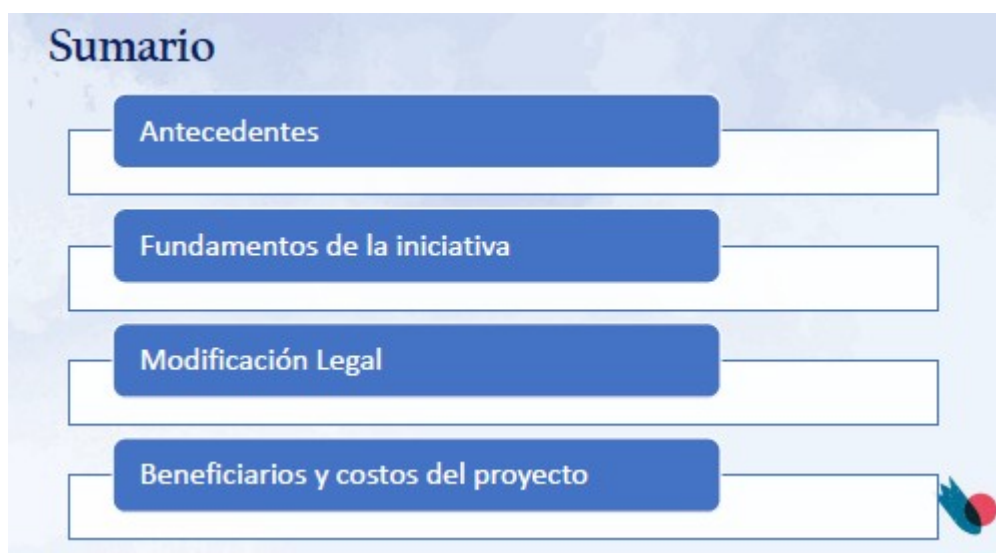 Sumario
Antecedentes
Fundamentos de la iniciativa
Modificación Legal
Beneficiarios y costos del proyecto